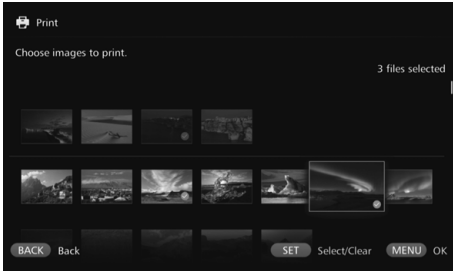 Print
Choose images to print.
3 files selected
BACK Back SET Select/Clear MENU OK